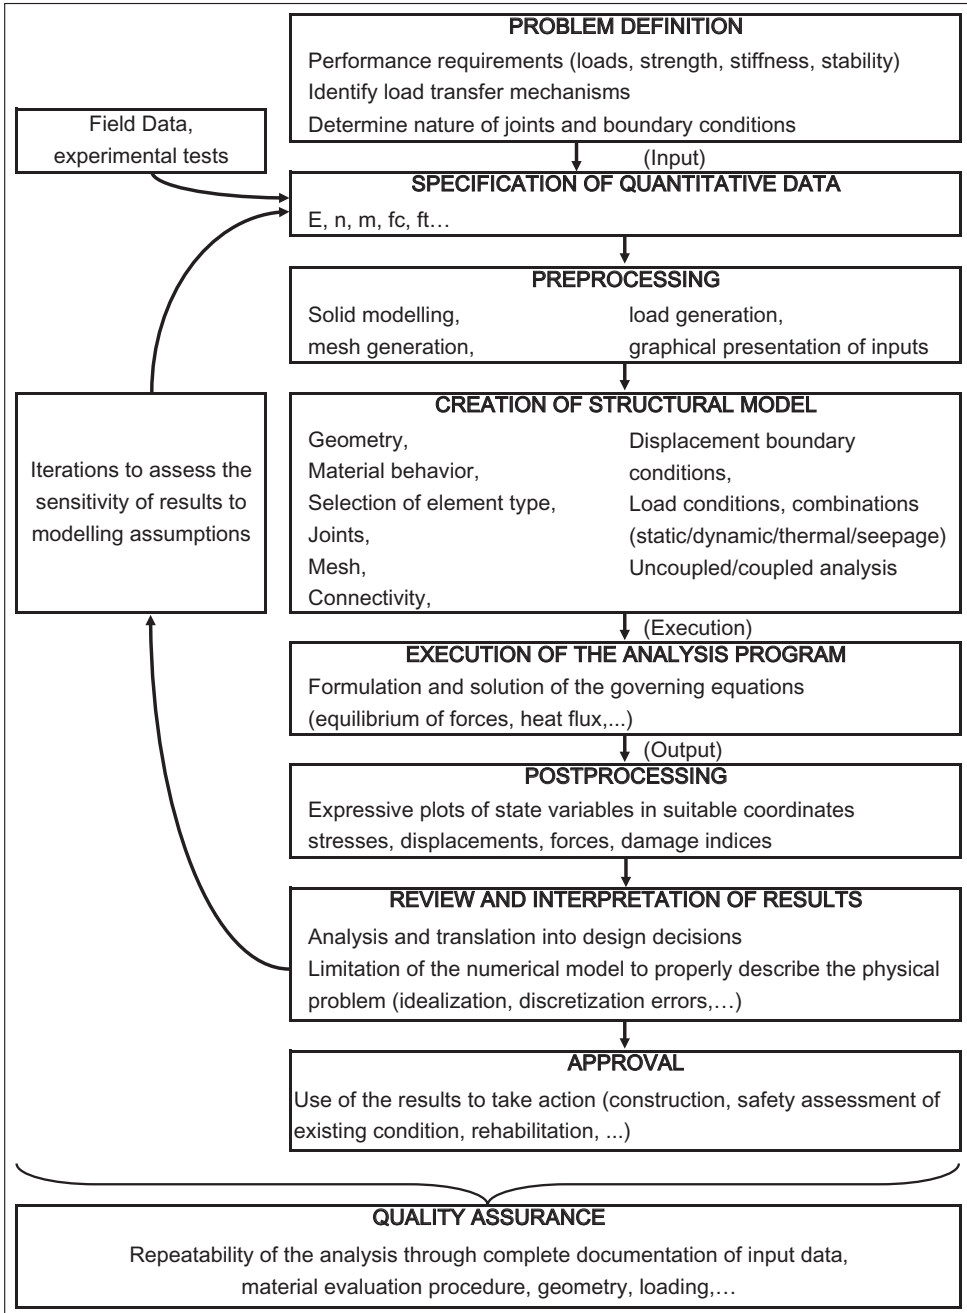 PROBLEM DEFINITION
Performance requirements (loads, strength, stiffness, stability)
Identify load transfer mechanisms
Determine nature of joints and boundary conditions
Field Data,
experimental tests
(Input)
SPECIFICATION OF QUANTITATIVE DATA
E, n, m, fc, ft…
PREPROCESSING
Solid modelling,
mesh generation,
load generation,
graphical presentation of inputs
CREATION OF STRUCTURAL MODEL
Geometry,
Material behavior,
Selection of element type,
Joints,
Mesh,
Connectivity,
Displacement boundary
conditions,
Load conditions, combinations
(static/dynamic/thermal/seepage)
Uncoupled/coupled analysis
Iterations to assess the
sensitivity of results to
modelling assumptions
(Execution)
EXECUTION OF THE ANALYSIS PROGRAM
Formulation and solution of the governing equations
(equilibrium of forces, heat flux,...)
(Output)
POSTPROCESSING
Expressive plots of state variables in suitable coordinates
stresses, displacements, forces, damage indices
REVIEW AND INTERPRETATION OF RESULTS
Analysis and translation into design decisions
Limitation of the numerical model to properly describe the physical
problem (idealization, discretization errors,…)
APPROVAL
Use of the results to take action (construction, safety assessment of
existing condition, rehabilitation, ...)
QUALITY ASSURANCE
Repeatability of the analysis through complete documentation of input data,
material evaluation procedure, geometry, loading,…